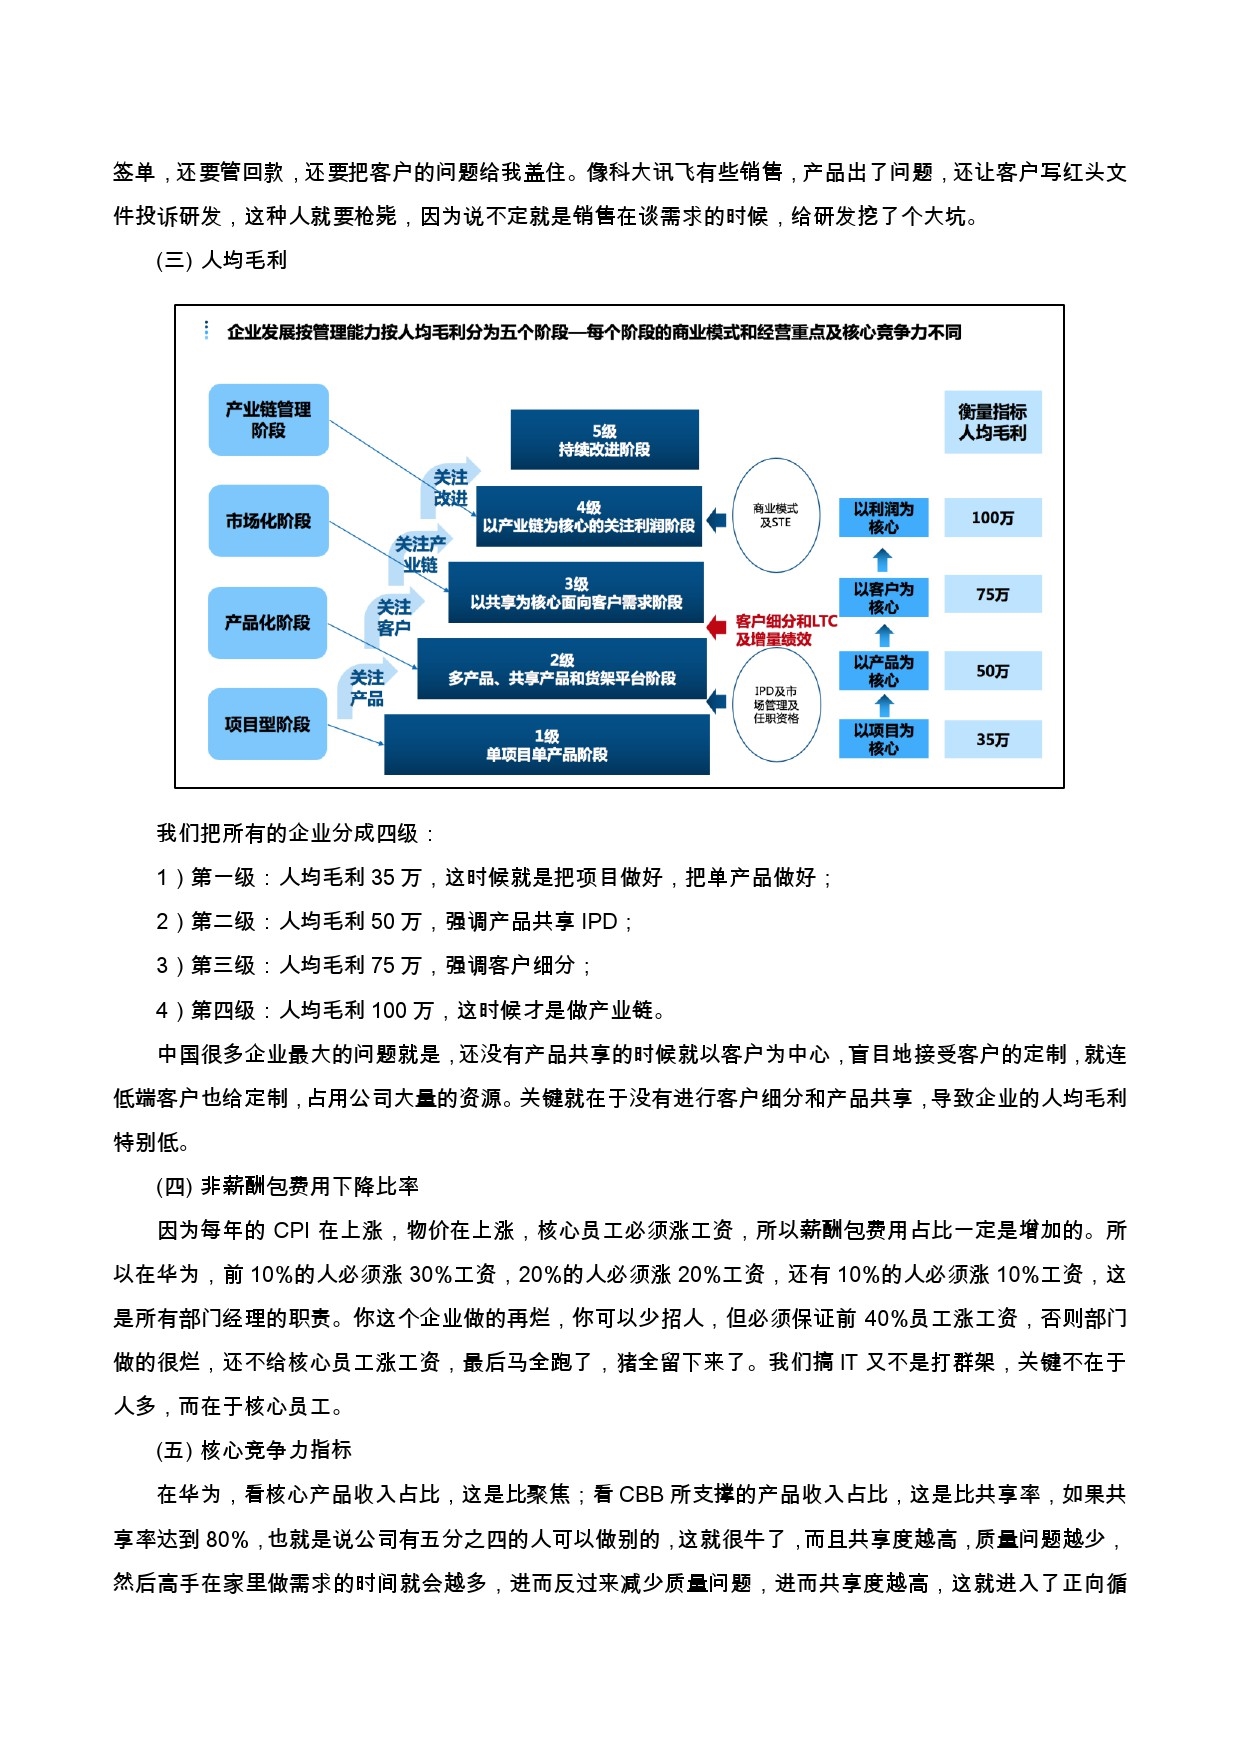 签单，还要管回款，还要把客户的问题给我盖住。像科大讯飞有些销售，产品出了问题，还让客户写红头文
件投诉研发，这种人就要枪毙，因为说不定就是销售在谈需求的时候，给研发挖了个大坑。
(三) 人均毛利
企业发展按管理能力按人均毛利分为五个阶段—每个阶段的商业模式和经营重点及核心竞争力不同
产业链管理
阶段
市场化阶段
产品化阶段
项目型阶段
关注
改进
关注产
业链
关注
客户
关注
产品
5级
持续改进阶段
4级
以产业链为核心的关注利润阶段
3级
以共享为核心面向客户需求阶段
2级
多产品、共享产品和货架平台阶段
1级
单项目单产品阶段
商业模式
及STE
客户细分和LTC
及增量绩效
IPD及市
场管理及
任职资格
以利润为
核心
以客户为
核心
以产品为
核心
以项目为
核心
衡量指标
人均毛利
100万
75万
50万
35万
我们把所有的企业分成四级：
1）第一级：人均毛利 35 万，这时候就是把项目做好，把单产品做好；
2）第二级：人均毛利 50 万，强调产品共享 IPD；
3）第三级：人均毛利 75 万，强调客户细分；
4）第四级：人均毛利 100 万，这时候才是做产业链。
中国很多企业最大的问题就是，还没有产品共享的时候就以客户为中心，盲目地接受客户的定制，就连
低端客户也给定制，占用公司大量的资源。关键就在于没有进行客户细分和产品共享，导致企业的人均毛利
特别低。
(四) 非薪酬包费用下降比率
因为每年的 CPI 在上涨，物价在上涨，核心员工必须涨工资，所以薪酬包费用占比一定是增加的。所
以在华为，前 10%的人必须涨 30%工资，20%的人必须涨 20%工资，还有 10%的人必须涨 10%工资，这
是所有部门经理的职责。你这个企业做的再烂，你可以少招人，但必须保证前 40%员工涨工资，否则部门
做的很烂，还不给核心员工涨工资，最后马全跑了，猪全留下来了。我们搞 IT 又不是打群架，关键不在于
人多，而在于核心员工。
(五) 核心竞争力指标
在华为，看核心产品收入占比，这是比聚焦；看 CBB 所支撑的产品收入占比，这是比共享率，如果共
享率达到 80%，也就是说公司有五分之四的人可以做别的，这就很牛了，而且共享度越高，质量问题越少，
然后高手在家里做需求的时间就会越多，进而反过来减少质量问题，进而共享度越高，这就进入了正向循